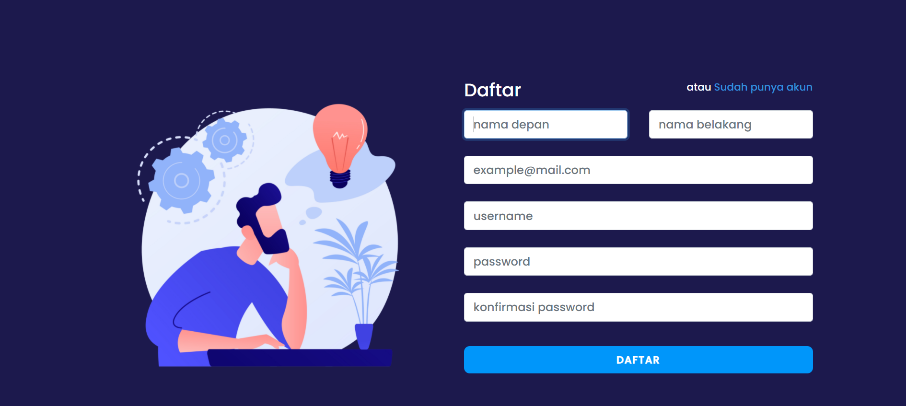 Daftar
atau Sudah punya akun
nama depan
nama belakang
example@mail.com
username
password
konfirmasi password
DAFTAR